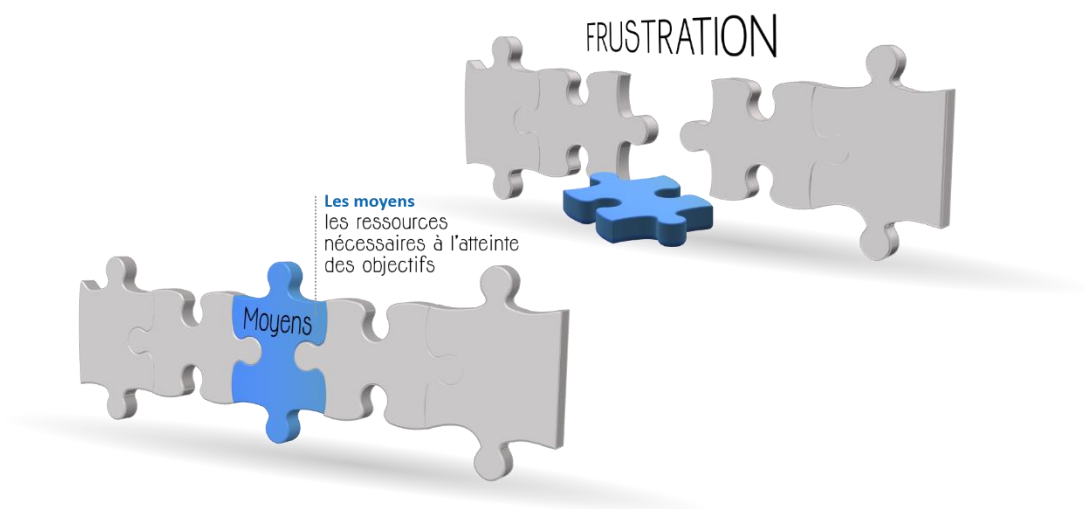 FRUSTRATION
Les moyens
les ressources
nécessaires à l'atteinte
des objectifs
Moyens